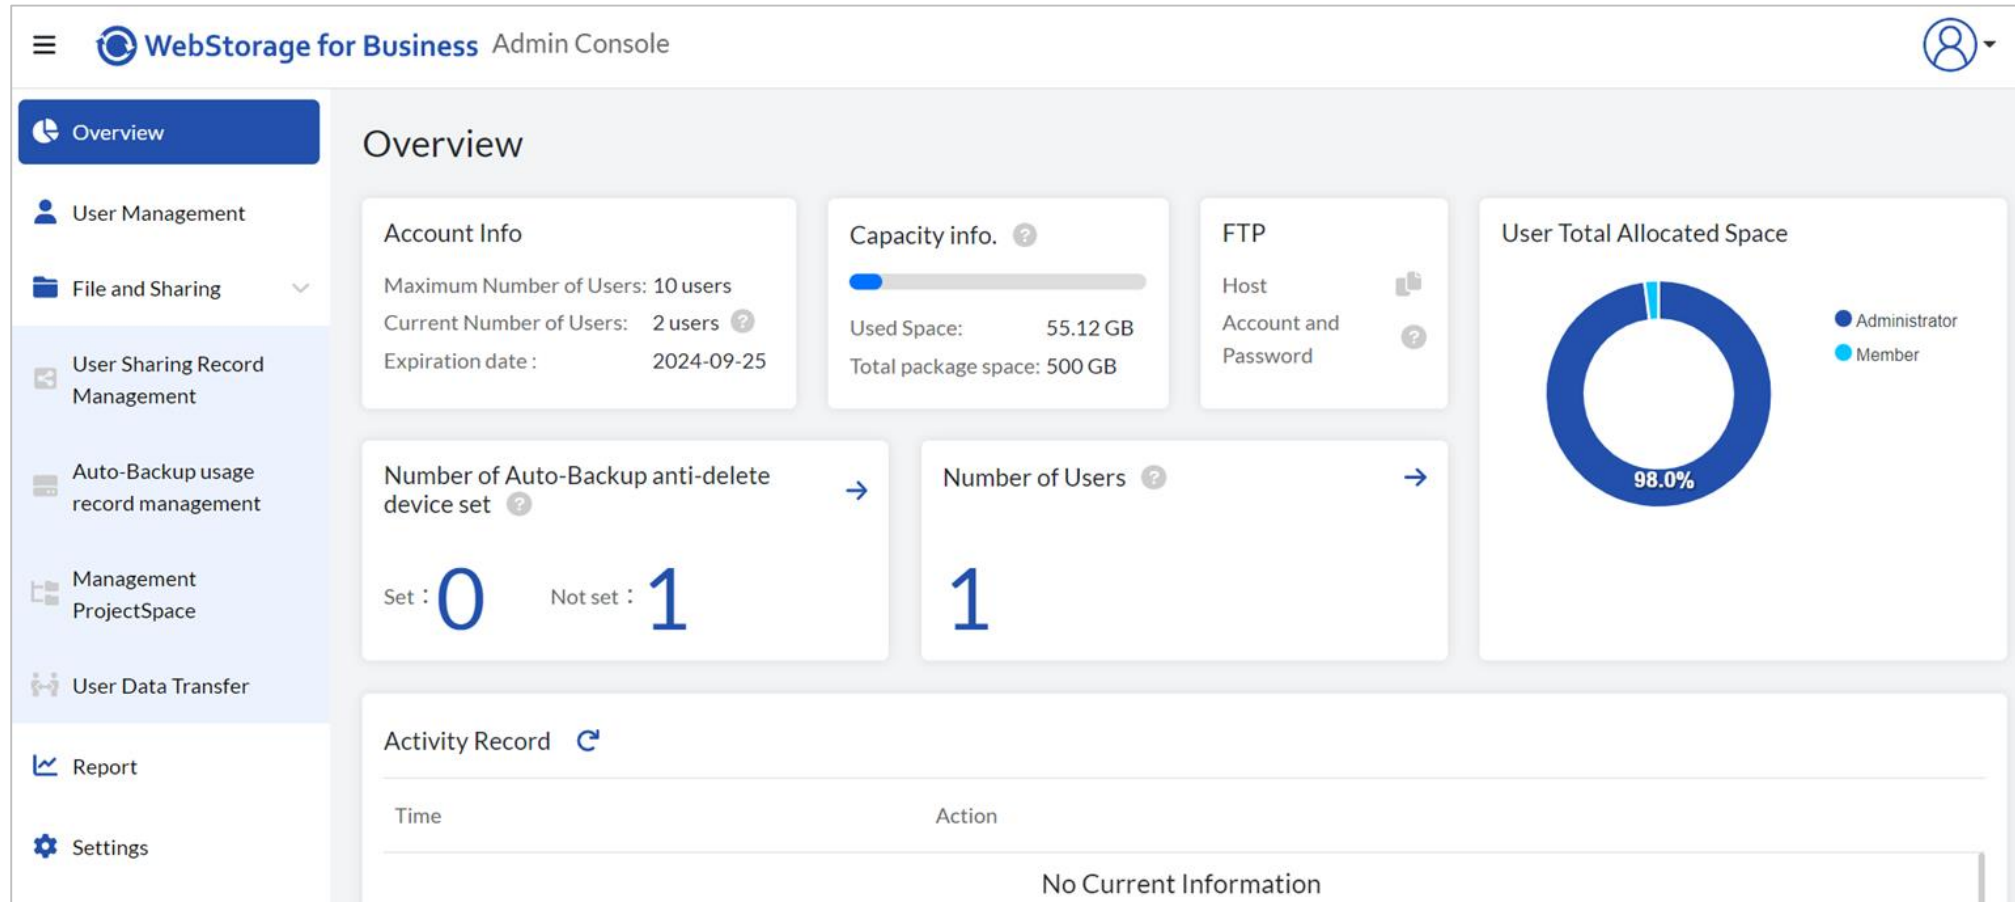 WebStorage for Business Admin Console
Overview
User Management
File and Sharing
User Sharing Record
Management
Auto-Backup usage
record management
Management
ProjectSpace
User Data Transfer
Report
Settings
Overview
Account Info
Maximum Number of Users: 10 users
Current Number of Users: 2 users ?
Expiration date : 2024-09-25
Capacity info. ?
Used Space: 55.12 GB
Total package space: 500 GB
FTP
Host
Account and
Password ?
User Total Allocated Space
98.0%
Administrator
Member
Number of Auto-Backup anti-delete
device set ?
Set : 0 Not set : 1
Number of Users ?
1
Activity Record
Time Action
No Current Information